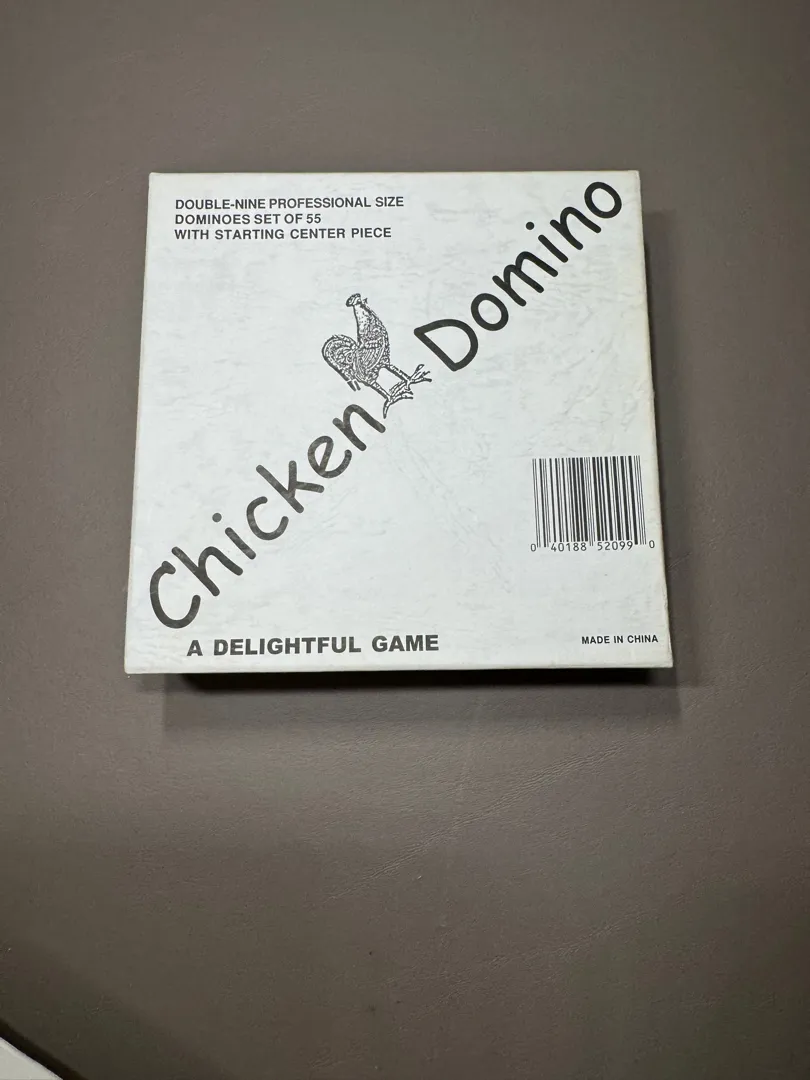 DOUBLE-NINE PROFESSIONAL SIZE
DOMINOES SET OF 55
WITH STARTING CENTER PIECE
Chicken Domino
0 40188 52099 0
A DELIGHTFUL GAME
MADE IN CHINA